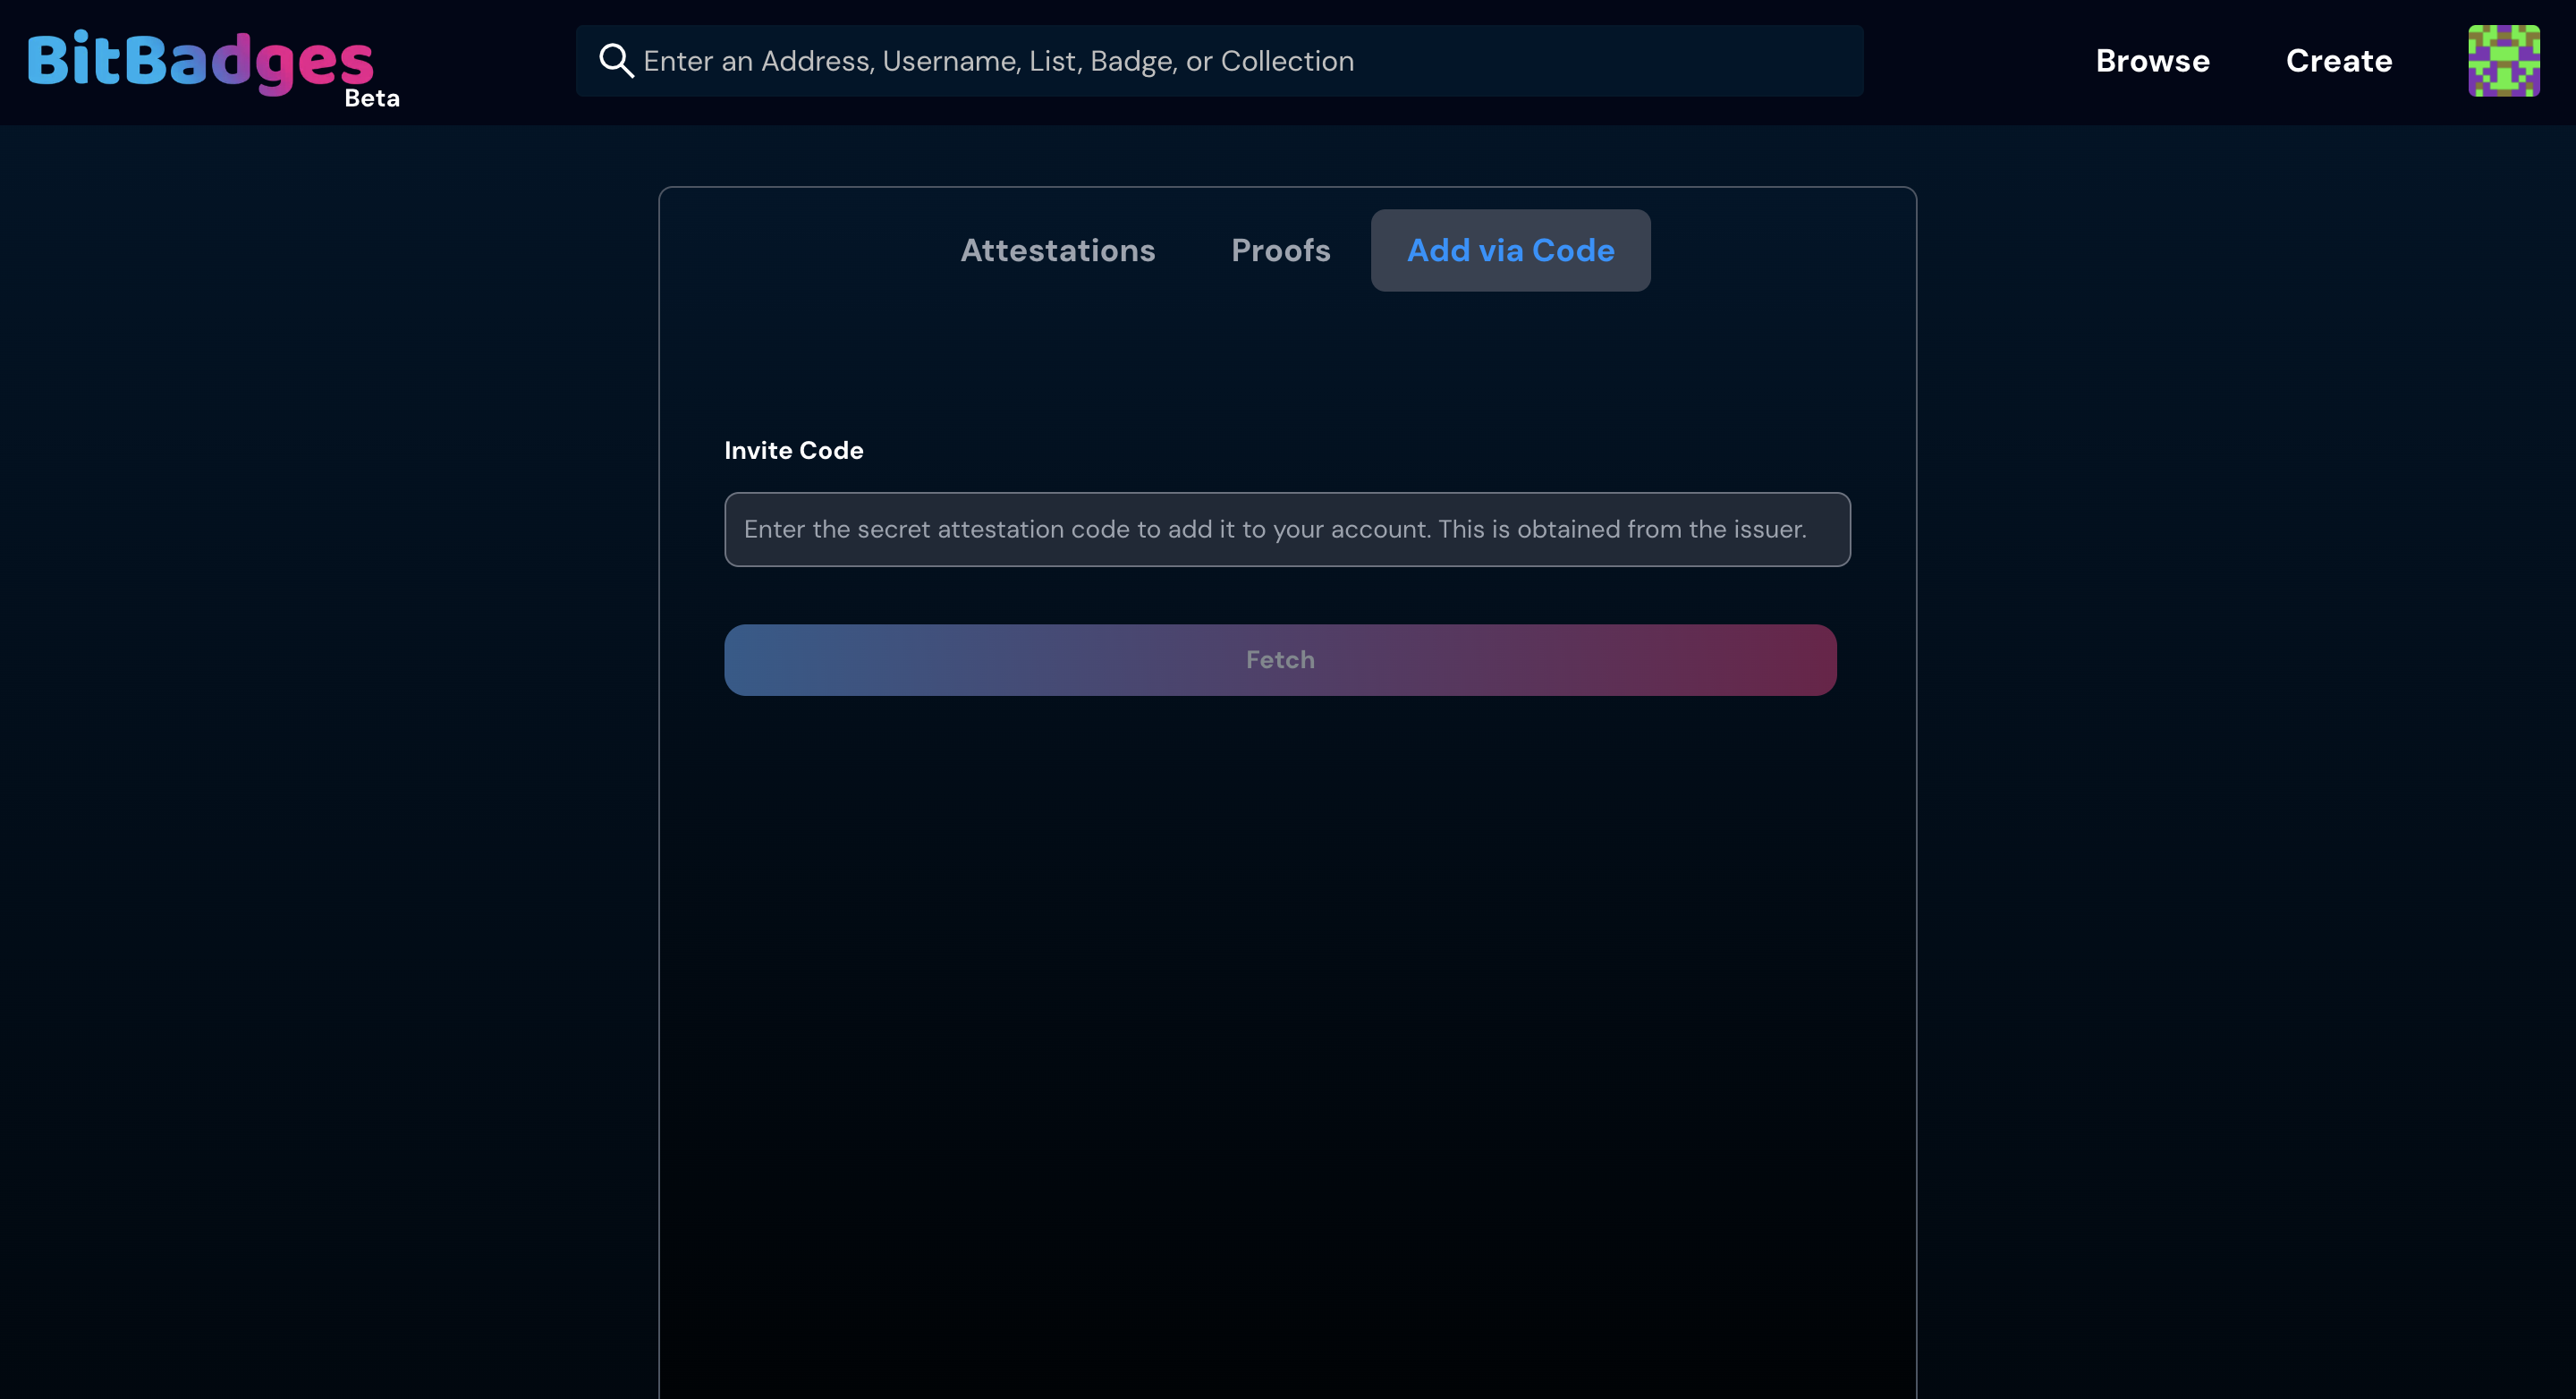 BitBadges
Beta
Enter an Address, Username, List, Badge, or Collection
Browse
Create
Attestations
Proofs
Add via Code
Invite Code
Enter the secret attestation code to add it to your account. This is obtained from the issuer.
Fetch